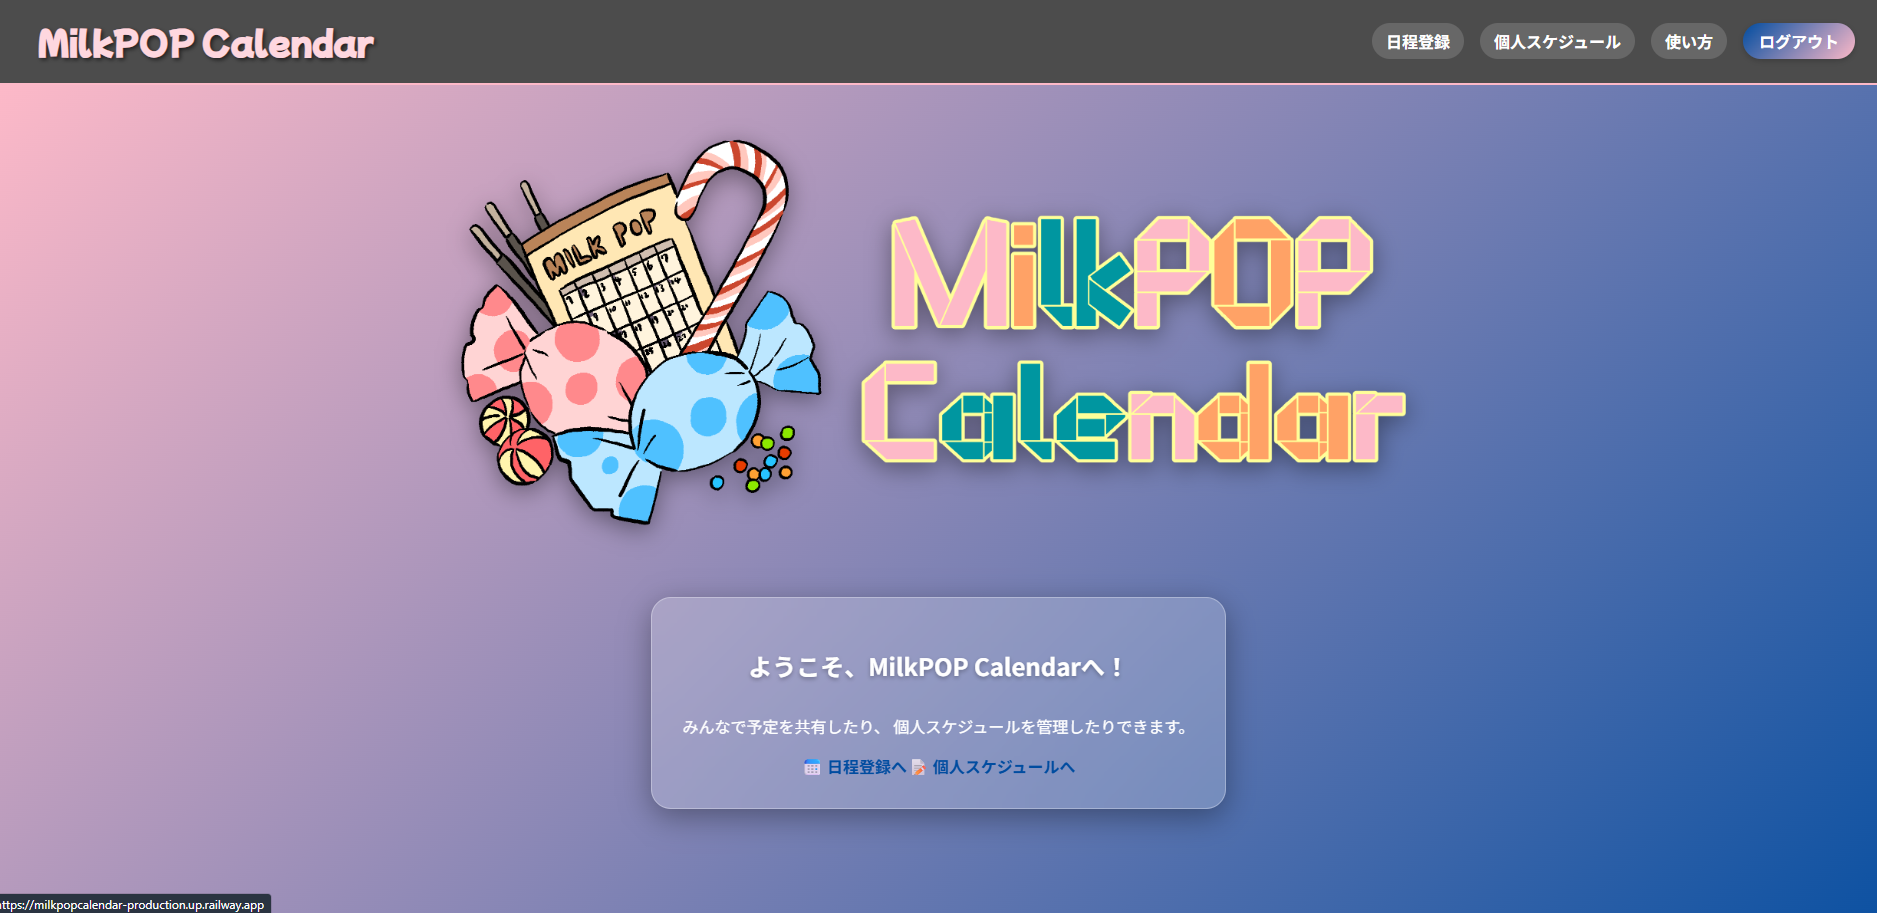 MilkPOP Calendar
日程登録
個人スケジュール
使い方
ログアウト
MILK POP
MilkPOP
Calendar
ようこそ、MilkPOP Calendarへ！
みんなで予定を共有したり、個人スケジュールを管理したりできます。
日程登録へ 個人スケジュールへ
ttps://milkpopcalendar-production.up.railway.app